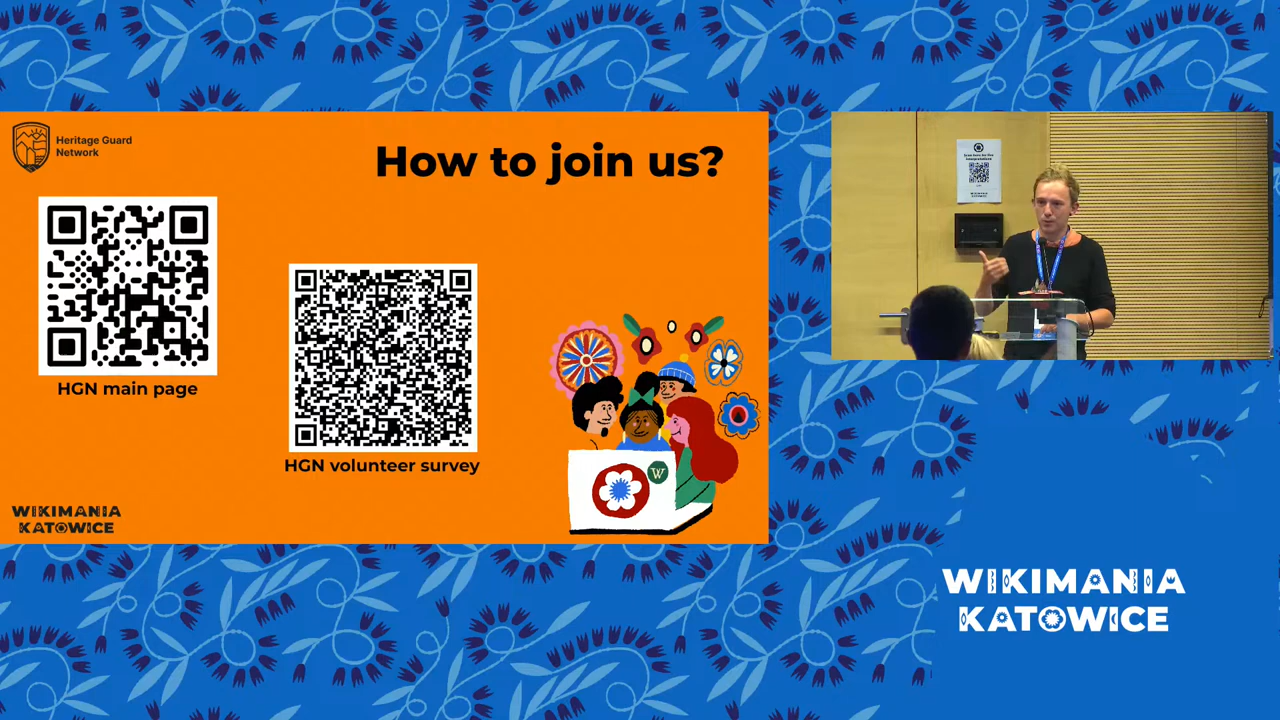 Heritage Guard
Network
How to join us?
HGN main page
HGN volunteer survey
W
WIKIMANIA
KATOWICE
WIKIMANIA
KATOWICE